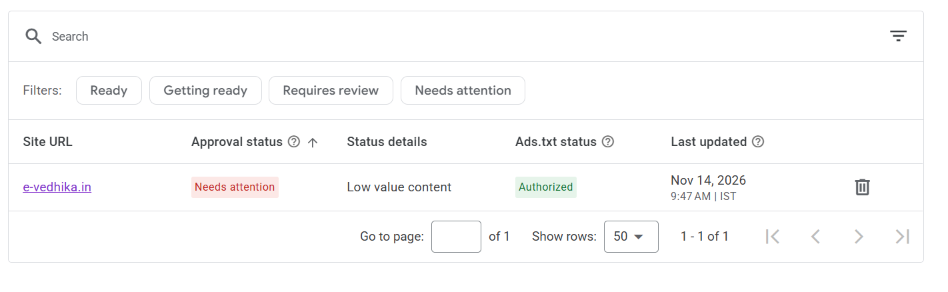 Search
Filters: Ready Getting ready Requires review Needs attention
Site URL Approval status Status details Ads.txt status Last updated
e-vedhika.in Needs attention Low value content Authorized Nov 14, 2026
9:47 AM | IST
Go to page: of 1 Show rows: 50 1 - 1 of 1